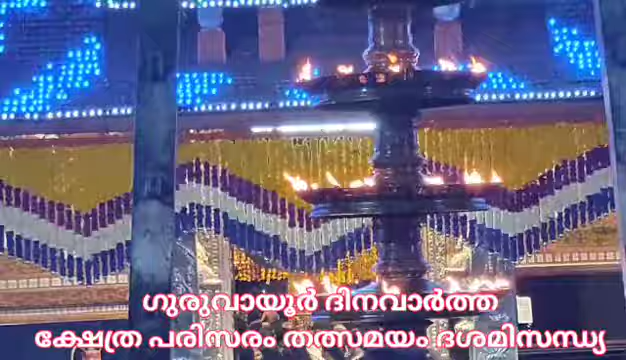 ഗുരുവായൂർ ദിനവാർത്ത
ക്ഷേത്ര പരിസരം തത്സമയം ദശമിസന്ധ്യ